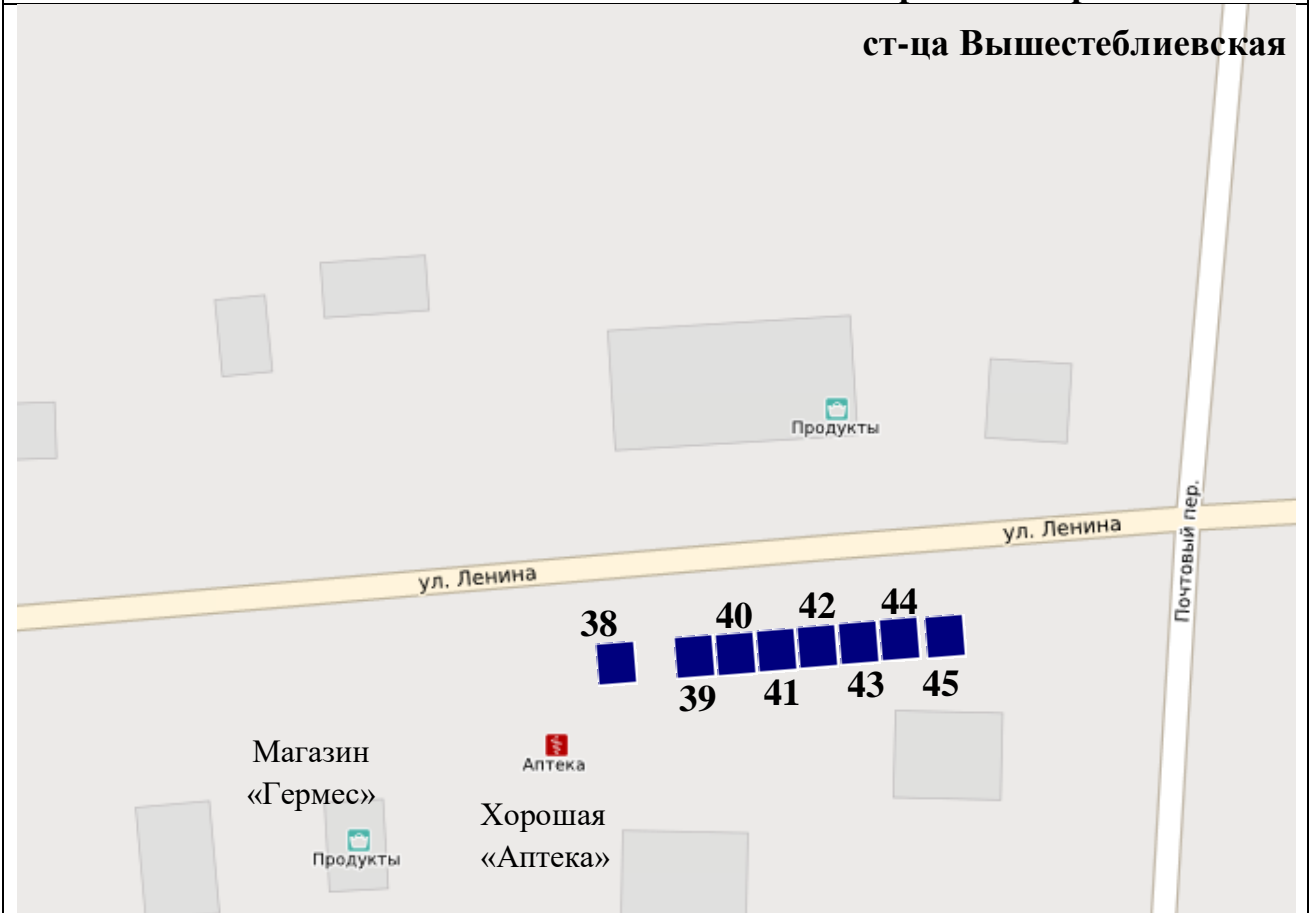 ст-ца Вышестеблиевская
Продукты
ул. Ленина
ул. Ленина
Почтовый пер.
38
40
42
44
39
41
43
45
Магазин
«Гермес»
Продукты
Аптека
Хорошая
«Аптека»